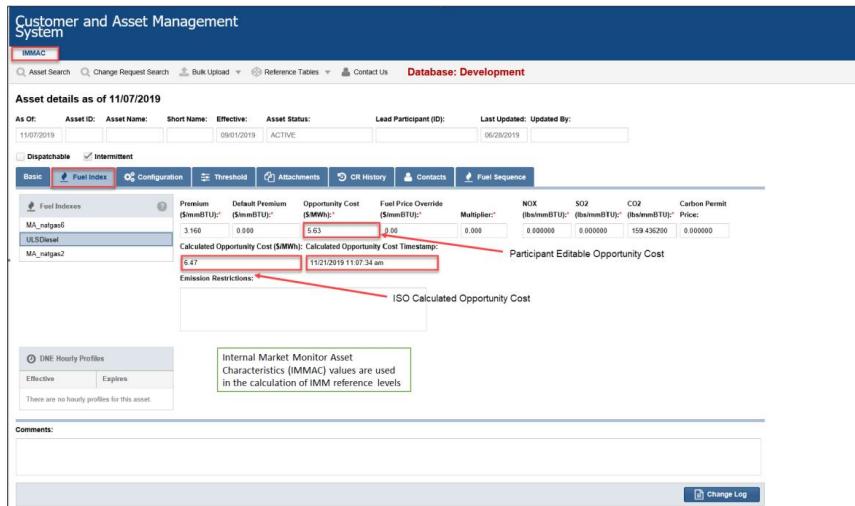 Customer and Asset Management
System
IMMAC
Asset Search Change Request Search Bulk Upload Reference Tables Contact Us Database: Development
Asset details as of 11/07/2019
As Of: Asset ID: Asset Name: Short Name: Effective: Asset Status: Lead Participant (ID): Last Updated: Updated By:
11/07/2019 09/01/2019 ACTIVE 06/28/2019
Dispatchable Intermittent
Basic Fuel Index Configuration Threshold Attachments CR History Contacts Fuel Sequence
Fuel Indexes
MA_natgas6
ULSDiesel
MA_natgas2
Premium Default Premium Opportunity Cost Fuel Price Override NOX SO2 CO2 Carbon Permit
($/mmBTU):* ($/mmBTU):* ($/MWh):* ($/mmBTU):* Multiplier:* (lbs/mmBTU):* (lbs/mmBTU):* (lbs/mmBTU):* Price:
3.160 0.000 5.63 0.00 0.000 0.000000 0.000000 159.436200 0.000000
Calculated Opportunity Cost ($/MWh): Calculated Opportunity Cost Timestamp:
6.47 11/21/2019 11:07:34 am
Participant Editable Opportunity Cost
Emission Restrictions:
ISO Calculated Opportunity Cost
DNE Hourly Profiles
Effective Expires
There are no hourly profiles for this asset.
Internal Market Monitor Asset
Characteristics (IMMAC) values are used
in the calculation of IMM reference levels
Comments:
Change Log